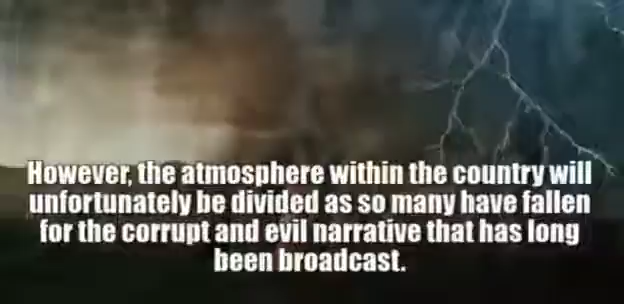 However, the atmosphere within the country will
unfortunately be divided as so many have fallen
for the corrupt and evil narrative that has long
been broadcast.